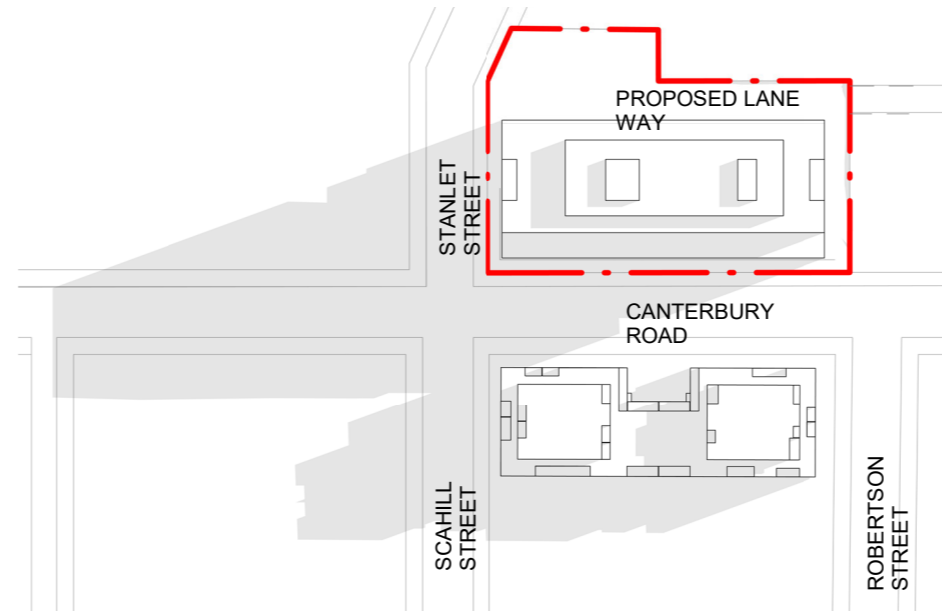 PROPOSED LANE
WAY
STANLET
STREET
CANTERBURY
ROAD
SCAHILL
STREET
ROBERTSON
STREET